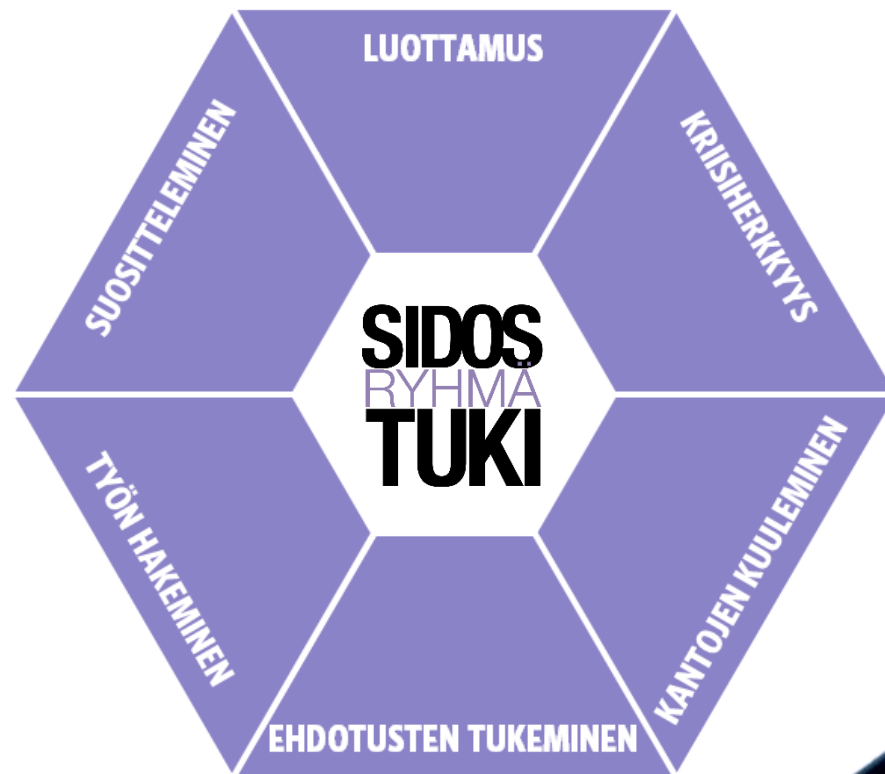 LUOTTAMUS
KRIISIHERKKYYS
KANTOJEN KUULEMINEN
EHDOTUSTEN TUKEMINEN
TYÖN HAKEMINEN
SUOSITTELEMINEN
SIDOS
RYHMÄ
TUKI